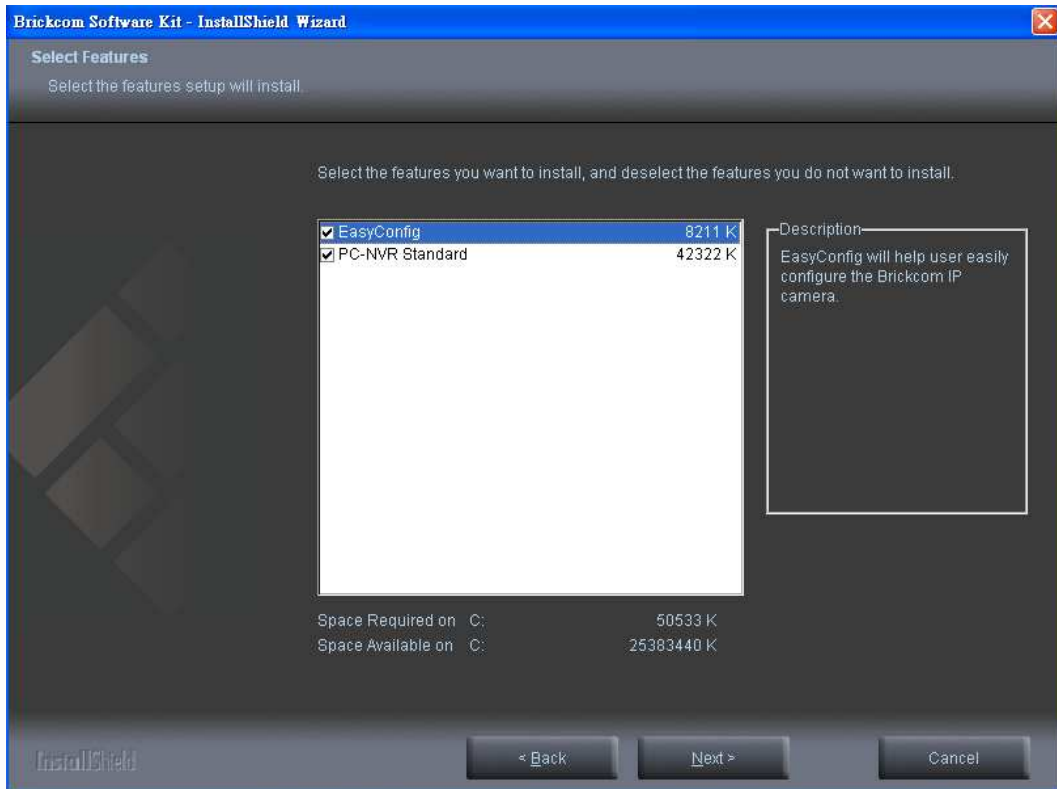 Brickcom Software Kit - InstallShield Wizard
Select Features
Select the features setup will install.
Select the features you want to install, and deselect the features you do not want to install.
EasyConfig 8211 K
PC-NVR Standard 42322 K
Description
EasyConfig will help user easily
configure the Brickcom IP
camera.
Space Required on C: 50533 K
Space Available on C: 25383440 K
InstallShield
< Back
Next >
Cancel